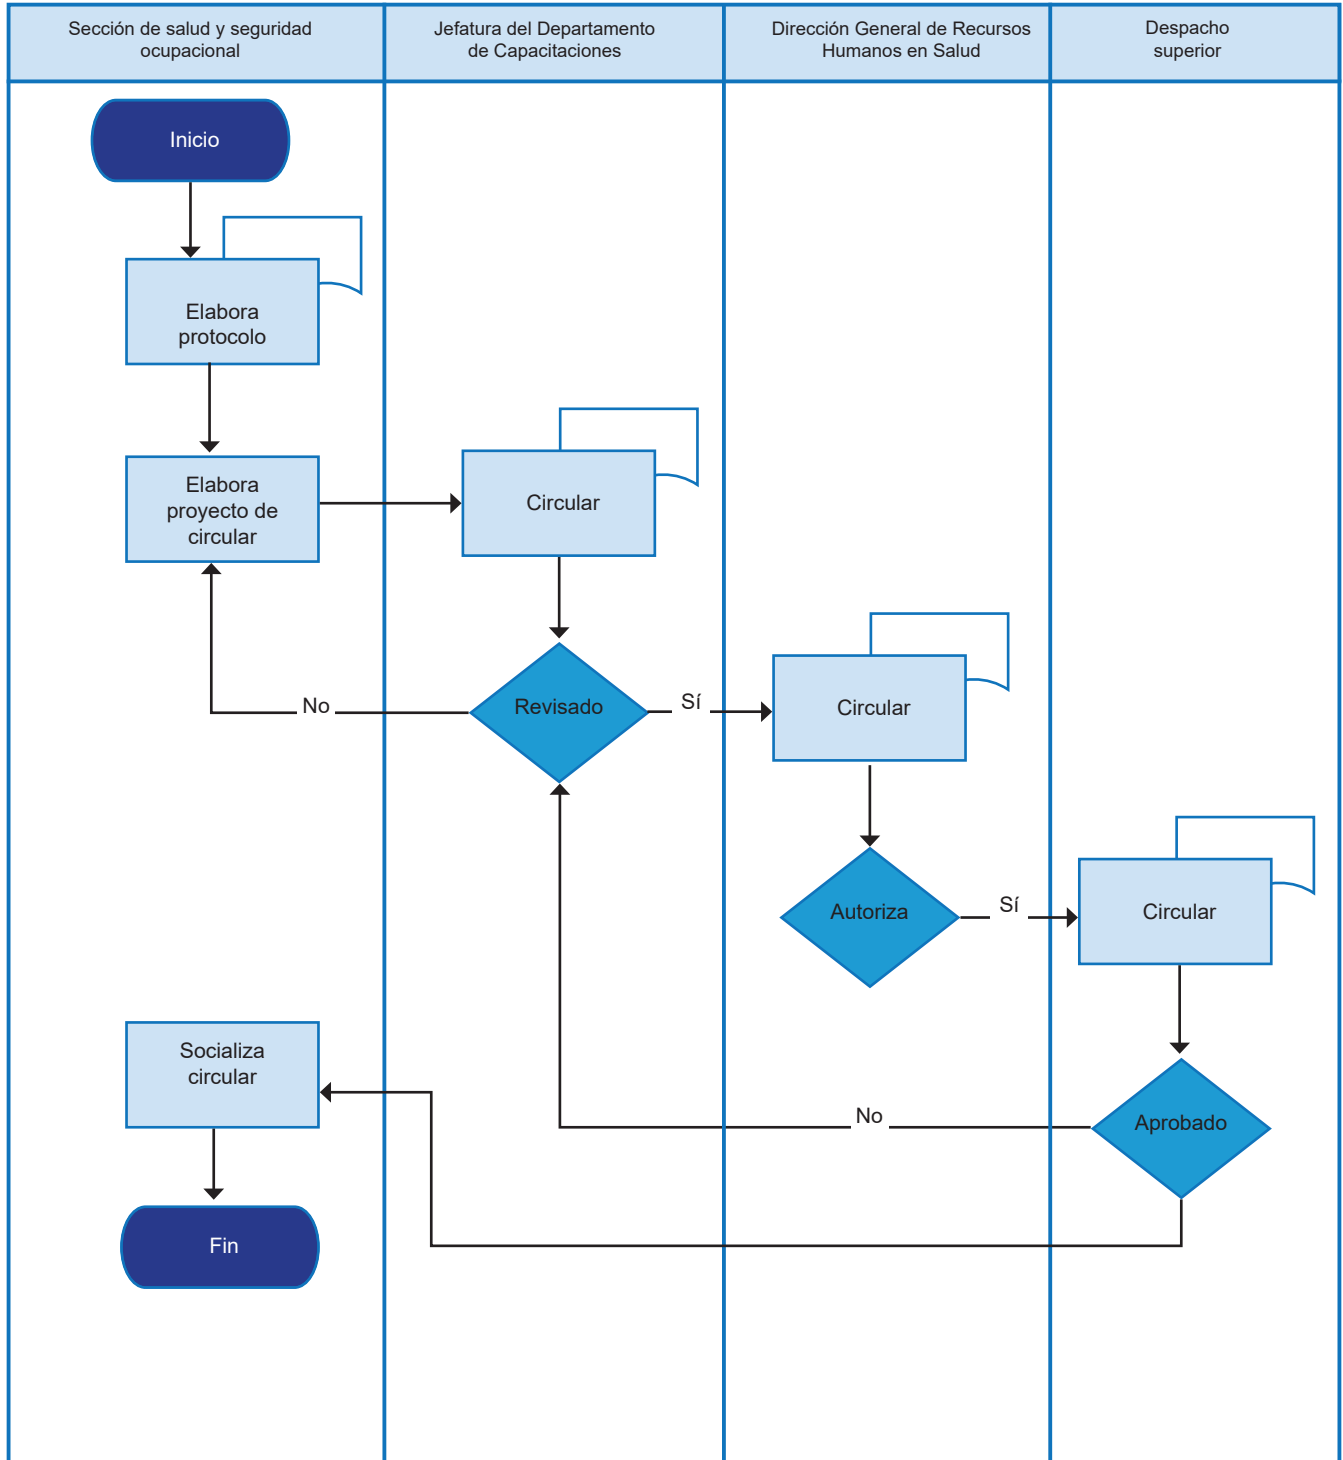 Sección de salud y seguridad
ocupacional
Jefatura del Departamento
de Capacitaciones
Dirección General de Recursos
Humanos en Salud
Despacho
superior
Inicio
Elabora
protocolo
Elabora
proyecto de
circular
Circular
No
Revisado
Sí
Circular
Autoriza
Sí
Circular
Socializa
circular
No
Aprobado
Fin